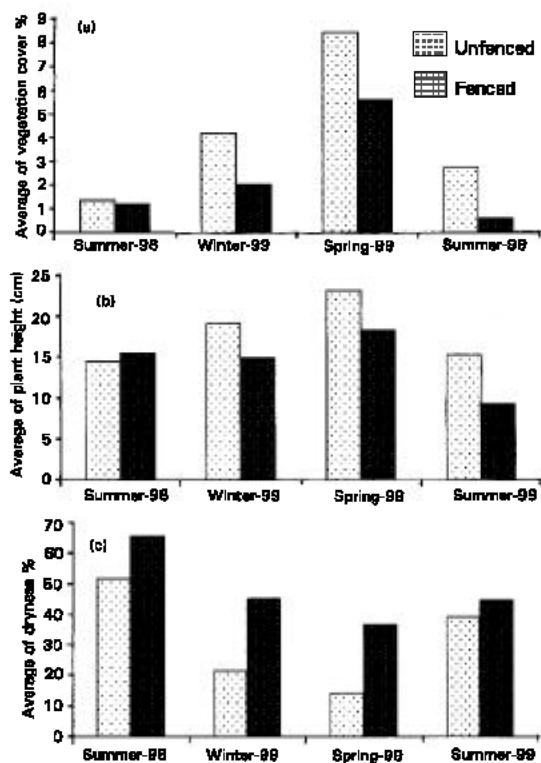 (a)
Average of vegetation cover %
9
8
7
6
5
4
3
2
1
0
Unfenced
Fenced
Summer-98 Winter-99 Spring-99 Summer-99
(b)
Average of plant height (cm)
25
20
15
10
5
0
Summer-98 Winter-99 Spring-99 Summer-99
(c)
Average of dryness %
70
60
50
40
30
20
10
0
Summer-98 Winter-99 Spring-99 Summer-99